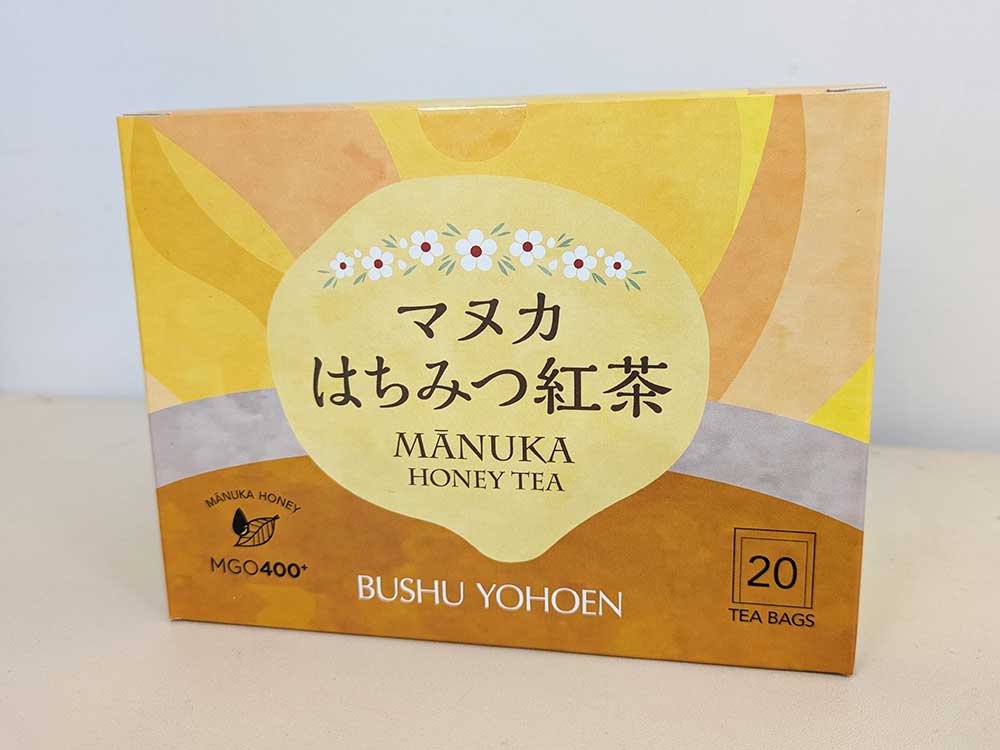 マヌカ
はちみつ紅茶
MĀNUKA
HONEY TEA
MĀNUKA HONEY
MGO400+
BUSHU YOHOEN
20
TEA BAGS